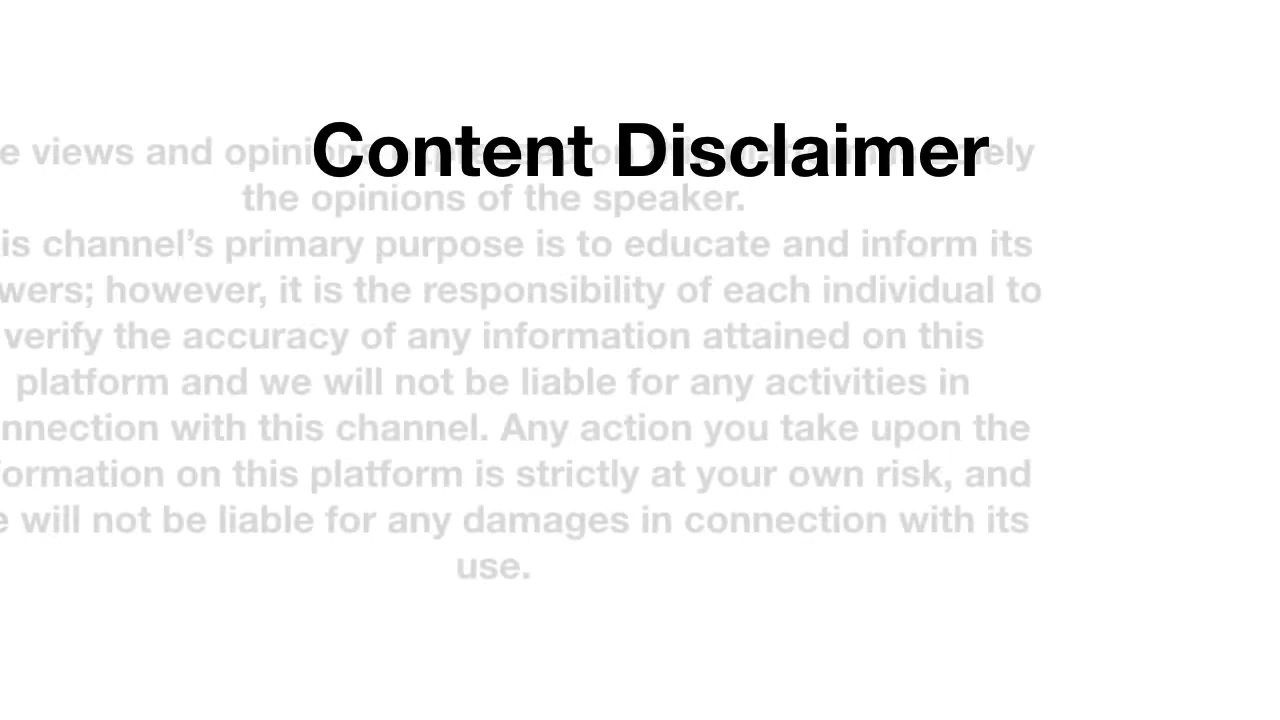 Content Disclaimer
e views and opinions ely
the opinions of the speaker.
is channel’s primary purpose is to educate and inform its
wers; however, it is the responsibility of each individual to
verify the accuracy of any information attained on this
platform and we will not be liable for any activities in
nnection with this channel. Any action you take upon the
ormation on this platform is strictly at your own risk, and
e will not be liable for any damages in connection with its
use.